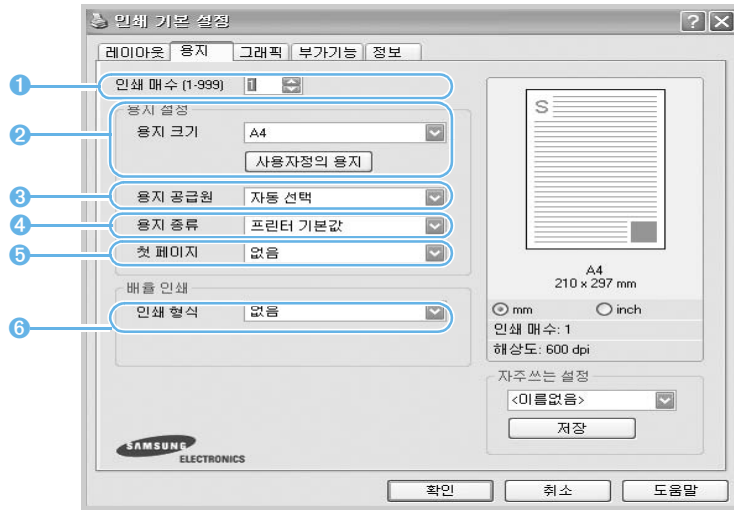 인쇄 기본 설정
레이아웃 용지 그래픽 부가기능 정보
1 인쇄 매수 (1-999) 1
용지 설정
2 용지 크기 A4
사용자정의 용지
3 용지 공급원 자동 선택
4 용지 종류 프린터 기본값
5 첫 페이지 없음
배율 인쇄
6 인쇄 형식 없음
S
A4
210 x 297 mm
mm inch
인쇄 매수: 1
해상도: 600 dpi
자주쓰는 설정
<이름없음>
저장
SAMSUNG
ELECTRONICS
확인 취소 도움말